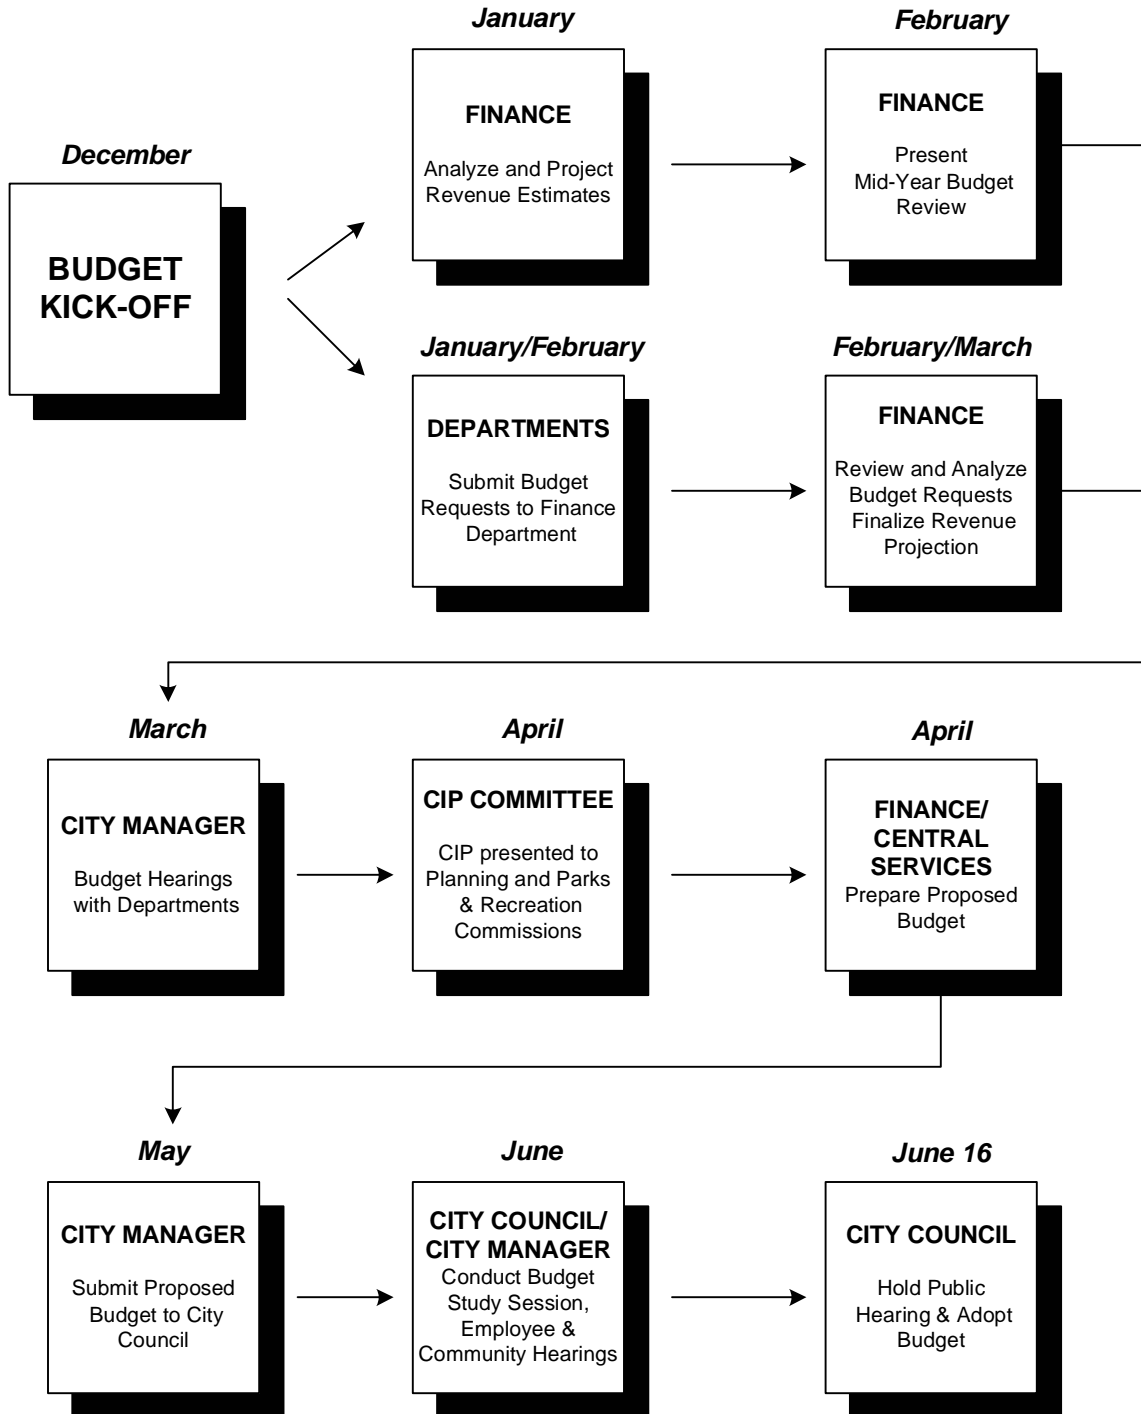 December
BUDGET
KICK-OFF
January
FINANCE
Analyze and Project
Revenue Estimates
February
FINANCE
Present
Mid-Year Budget
Review
January/February
DEPARTMENTS
Submit Budget
Requests to Finance
Department
February/March
FINANCE
Review and Analyze
Budget Requests
Finalize Revenue
Projection
March
CITY MANAGER
Budget Hearings
with Departments
April
CIP COMMITTEE
CIP presented to
Planning and Parks
& Recreation
Commissions
April
FINANCE/
CENTRAL
SERVICES
Prepare Proposed
Budget
May
CITY MANAGER
Submit Proposed
Budget to City
Council
June
CITY COUNCIL/
CITY MANAGER
Conduct Budget
Study Session,
Employee &
Community Hearings
June 16
CITY COUNCIL
Hold Public
Hearing & Adopt
Budget